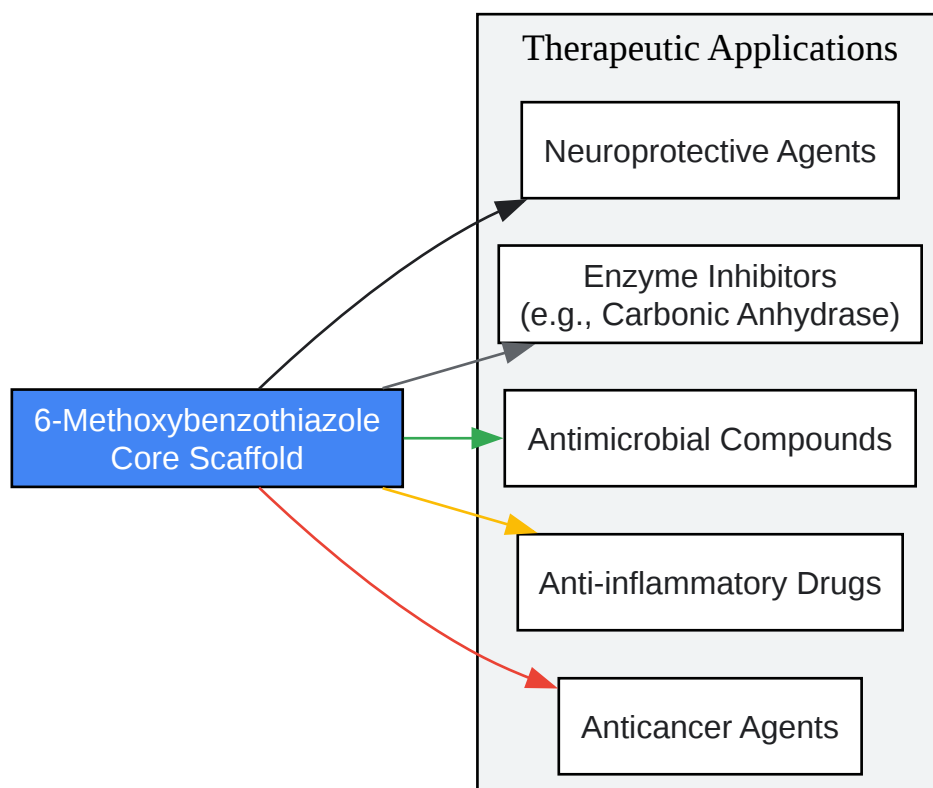 Therapeutic Applications
Neuroprotective Agents
Enzyme Inhibitors
(e.g., Carbonic Anhydrase)
6-Methoxybenzothiazole
Core Scaffold
Antimicrobial Compounds
Anti-inflammatory Drugs
Anticancer Agents